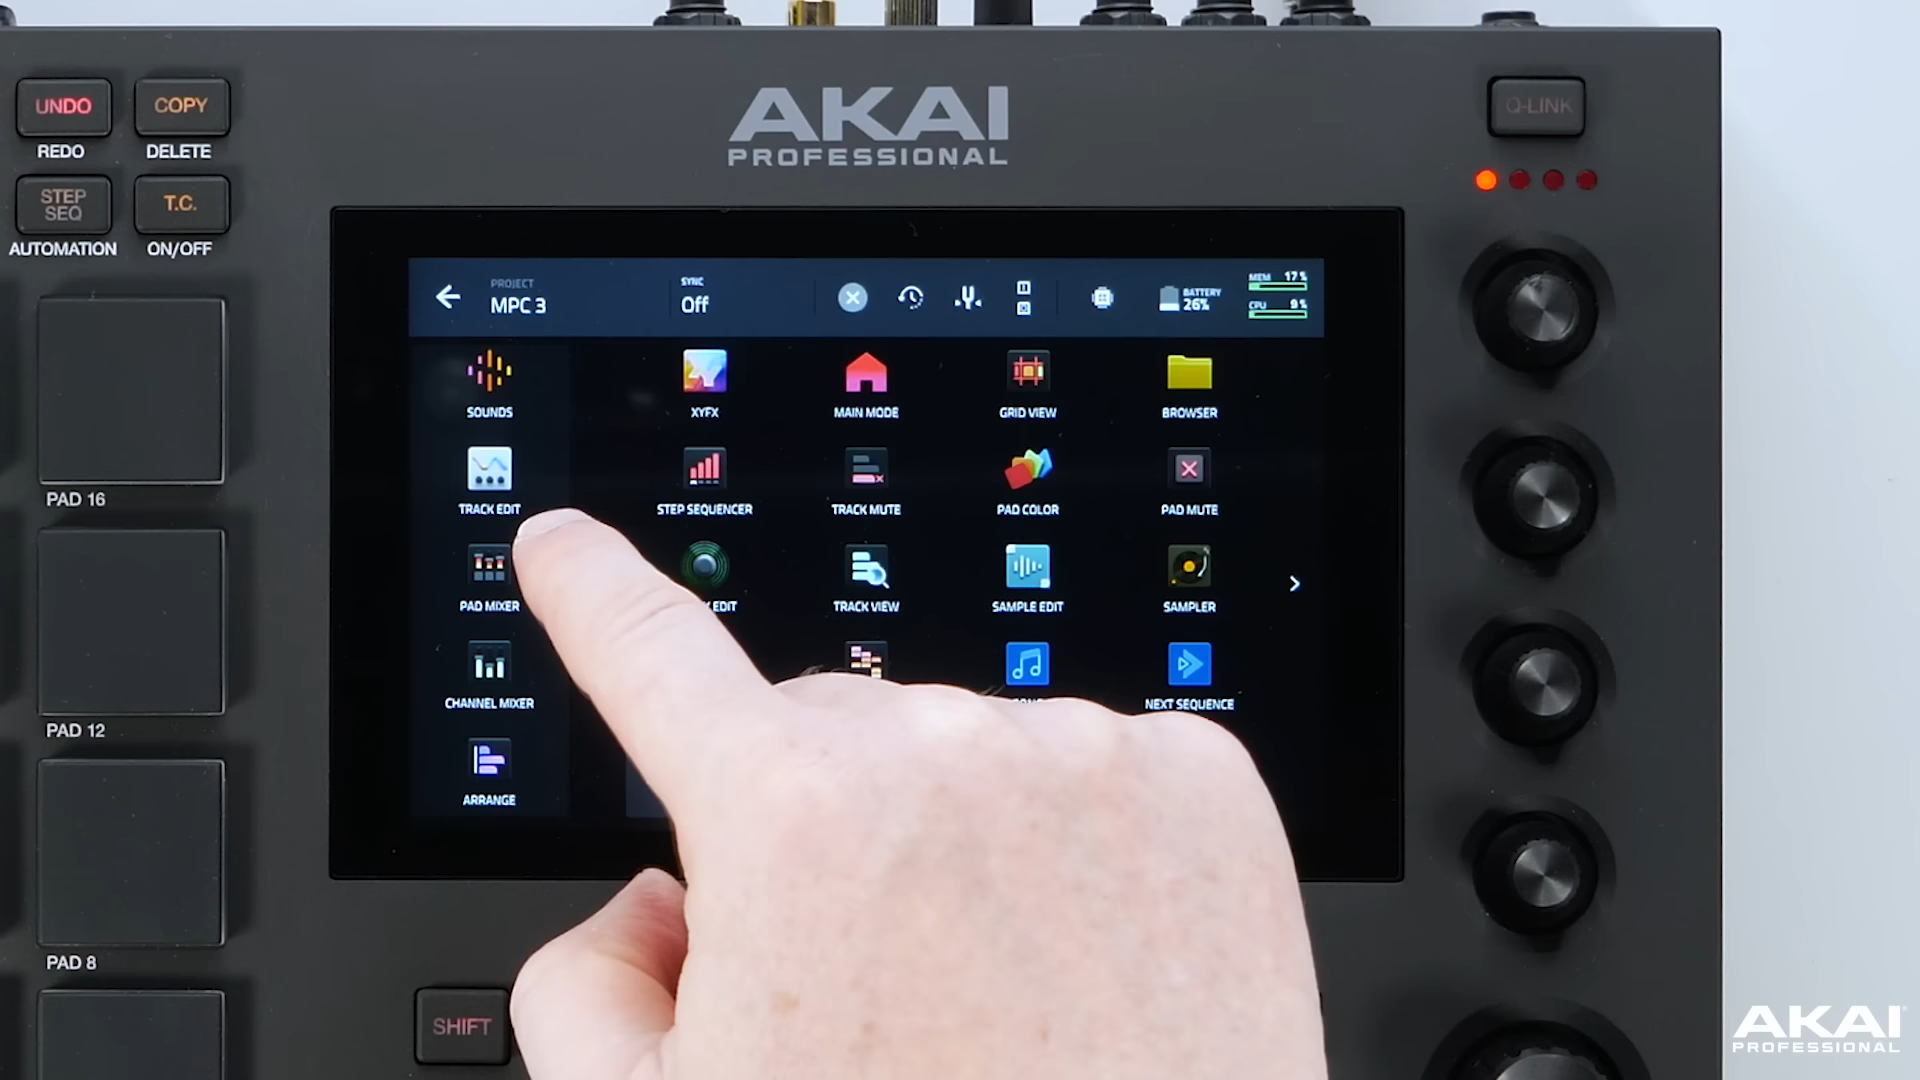 UNDO
COPY
REDO
DELETE
STEP
SEQ
T.C.
AUTOMATION
ON/OFF
AKAI
PROFESSIONAL
Q-LINK
PROJECT
MPC 3
SYNC
Off
BATTERY
26%
MEM 17%
CPU 9%
SOUNDS
XYFX
MAIN MODE
GRID VIEW
BROWSER
TRACK EDIT
STEP SEQUENCER
TRACK MUTE
PAD COLOR
PAD MUTE
PAD MIXER
EDIT
TRACK VIEW
SAMPLE EDIT
SAMPLER
CHANNEL MIXER
NEXT SEQUENCE
ARRANGE
PAD 16
PAD 12
PAD 8
SHIFT
AKAI
PROFESSIONAL